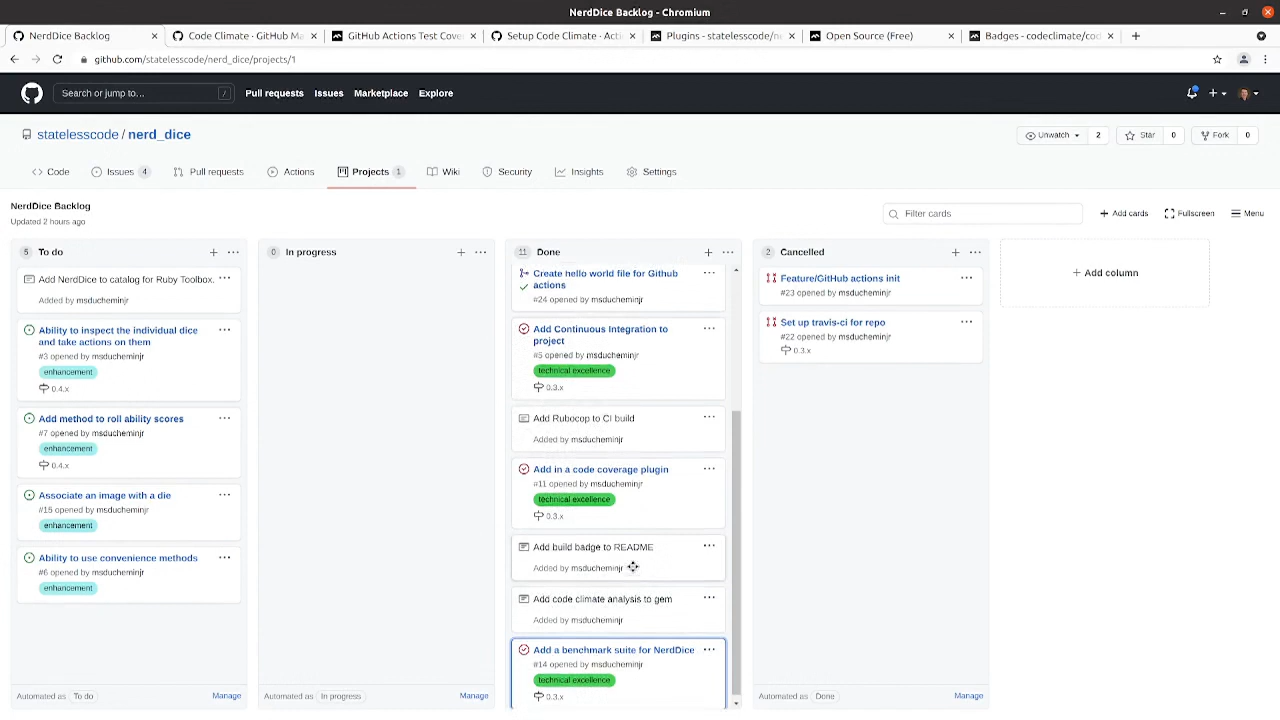 NerdDice Backlog - Chromium
NerdDice Backlog
Code Climate · GitHub Ma
GitHub Actions Test Cove
Setup Code Climate · Acti
Plugins - statelesscode/ne
Open Source (Free)
Badges - codeclimate/cod
github.com/statelesscode/nerd_dice/projects/1
Search or jump to... /
Pull requests Issues Marketplace Explore
statelesscode / nerd_dice
Unwatch 2 Star 0 Fork 0
Code Issues 4 Pull requests Actions Projects 1 Wiki Security Insights Settings
NerdDice Backlog
Updated 2 hours ago
Filter cards
Add cards Fullscreen Menu
5 To do
Add NerdDice to catalog for Ruby Toolbox.
Added by msducheminjr
Ability to inspect the individual dice
and take actions on them
#3 opened by msducheminjr
enhancement
0.4.x
Add method to roll ability scores
#7 opened by msducheminjr
enhancement
0.4.x
Associate an image with a die
#15 opened by msducheminjr
enhancement
Ability to use convenience methods
#6 opened by msducheminjr
enhancement
Automated as To do Manage
0 In progress
Automated as In progress Manage
11 Done
Create hello world file for Github
actions
#24 opened by msducheminjr
Add Continuous Integration to
project
#5 opened by msducheminjr
technical excellence
0.3.x
Add Rubocop to CI build
Added by msducheminjr
Add in a code coverage plugin
#11 opened by msducheminjr
technical excellence
0.3.x
Add build badge to README
Added by msducheminjr
Add code climate analysis to gem
Added by msducheminjr
Add a benchmark suite for NerdDice
#14 opened by msducheminjr
technical excellence
0.3.x
2 Cancelled
Feature/GitHub actions init
#23 opened by msducheminjr
Set up travis-ci for repo
#22 opened by msducheminjr
0.3.x
Automated as Done Manage
Add column